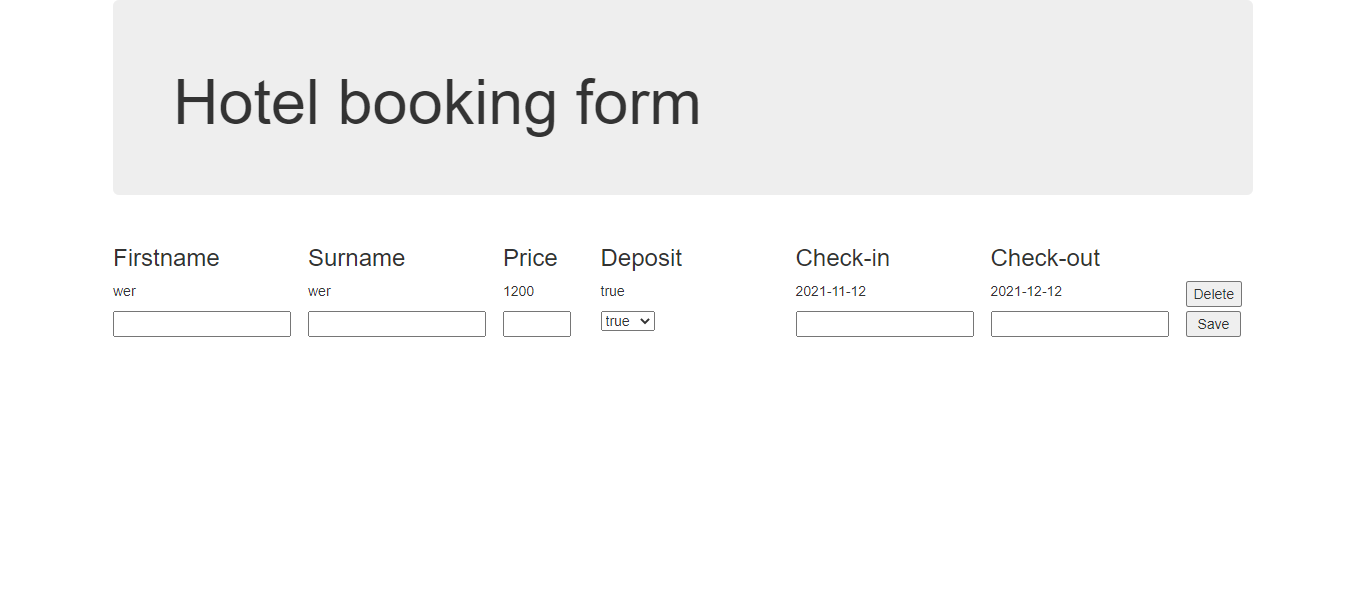 Hotel booking form
Firstname Surname Price Deposit Check-in Check-out
wer wer 1200 true 2021-11-12 2021-12-12 Delete
true Save